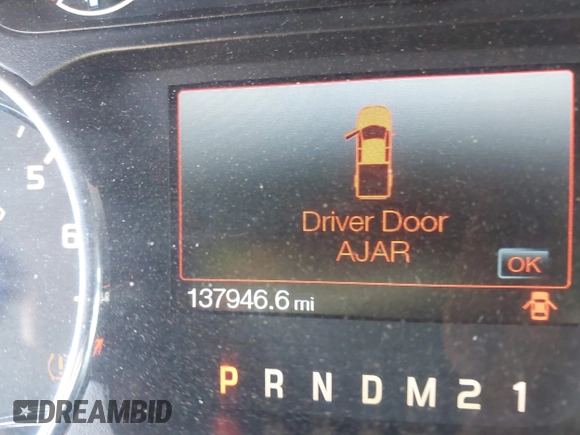 5
6
Driver Door
AJAR
OK
137946.6 mi
P R N D M 2 1
DREAMBID